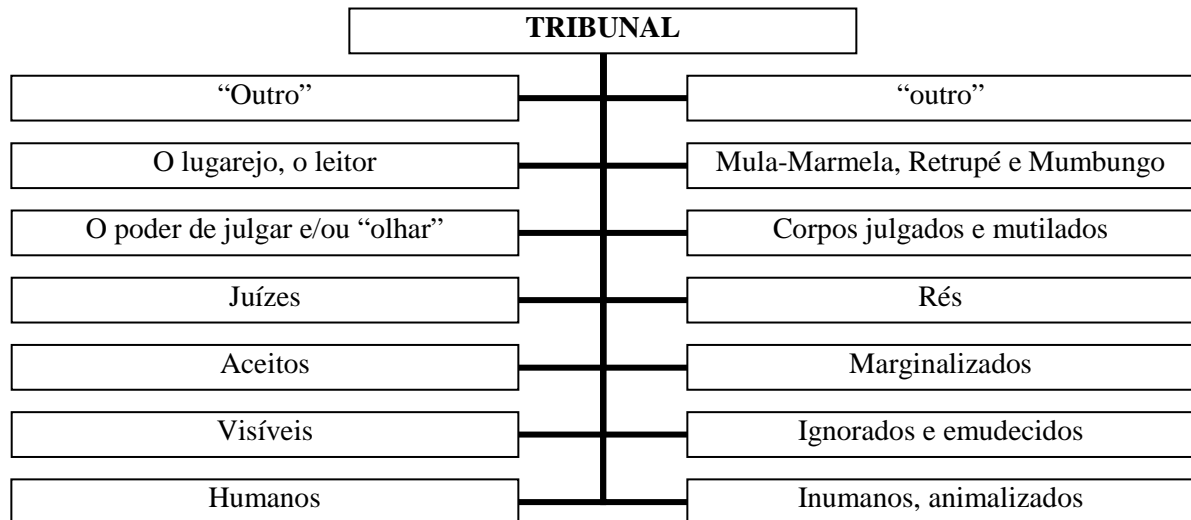 TRIBUNAL
“Outro”
“outro”
O lugarejo, o leitor
Mula-Marmela, Retrupé e Mumbungo
O poder de julgar e/ou “olhar”
Corpos julgados e mutilados
Juízes
Rés
Aceitos
Marginalizados
Visíveis
Ignorados e emudecidos
Humanos
Inumanos, animalizados